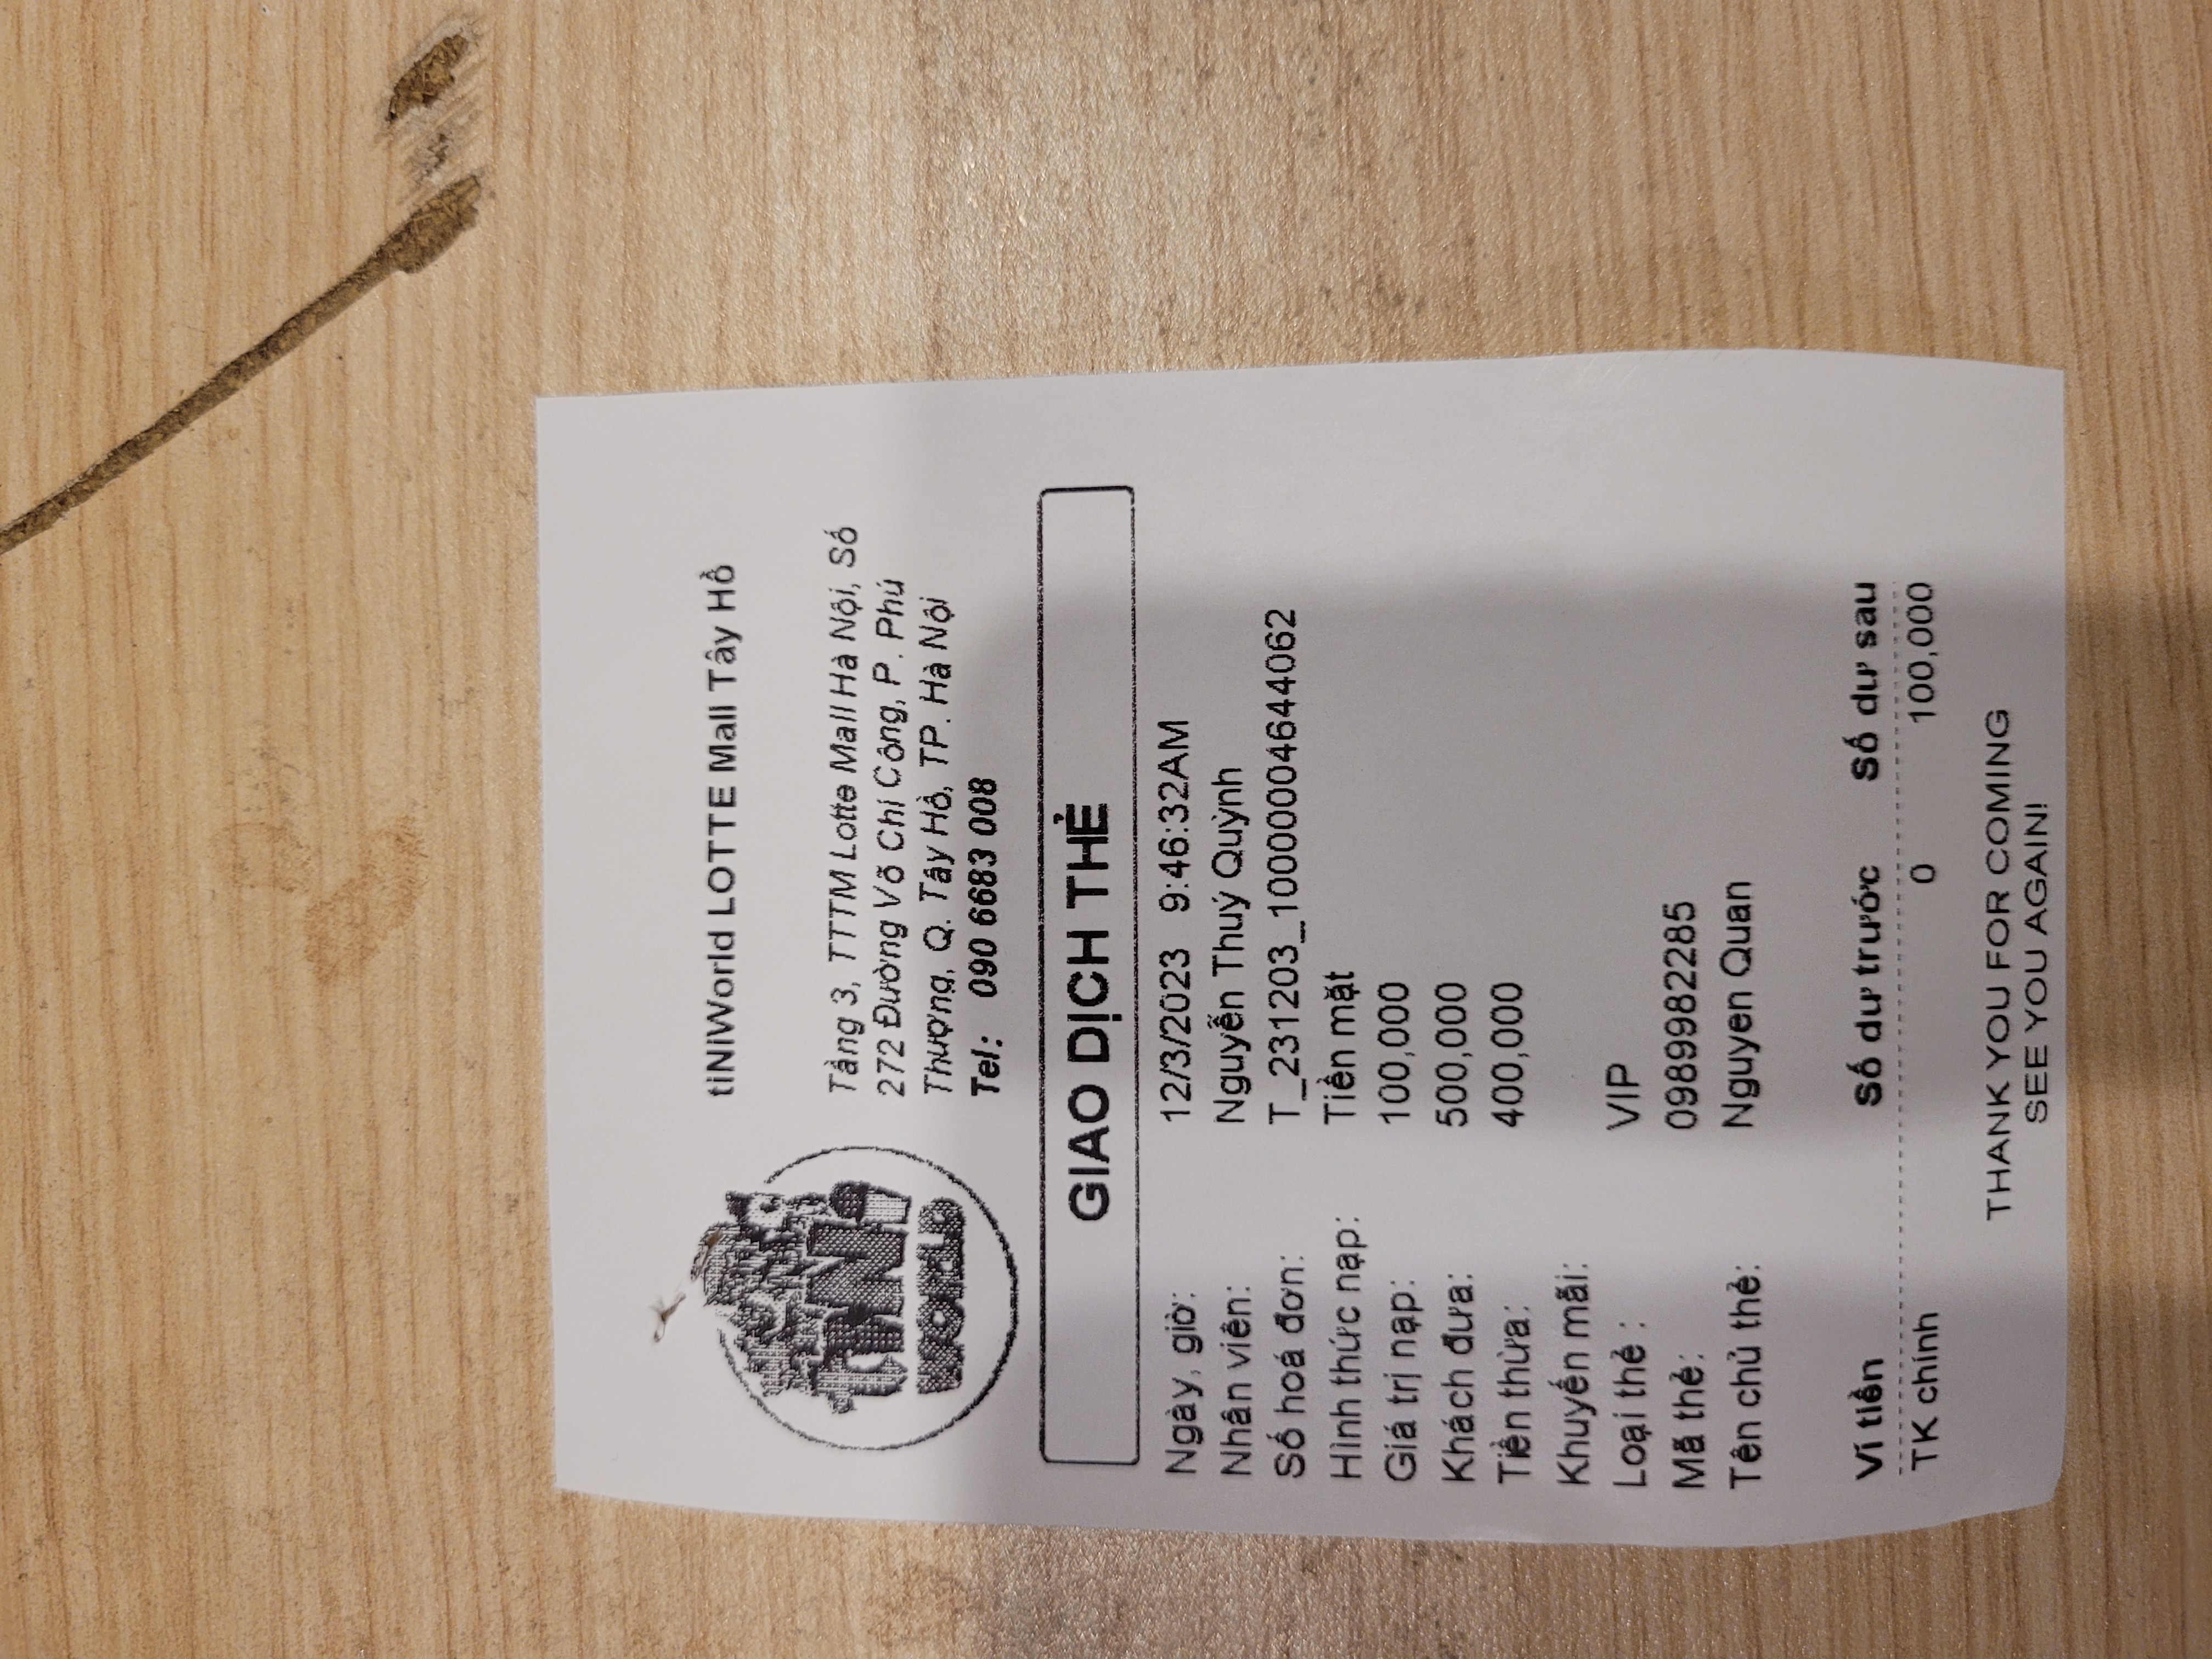 tiNi
WORLD
tiNiWorld LOTTE Mall Tây Hồ
Tầng 3, TTTM Lotte Mall Hà Nội, Số
272 Đường Võ Chí Công, P. Phú
Thượng, Q. Tây Hồ, TP. Hà Nội
Tel: 090 6683 008
GIAO DỊCH THẺ
Ngày, giờ: 12/3/2023 9:46:32AM
Nhân viên: Nguyễn Thuý Quỳnh
Số hoá đơn: T_231203_10000004644062
Hình thức nạp: Tiền mặt
Giá trị nạp: 100,000
Khách đưa: 500,000
Tiền thừa: 400,000
Khuyến mãi:
Loại thẻ : VIP
Mã thẻ: 0989982285
Tên chủ thẻ: Nguyen Quan
Ví tiền Số dư trước Số dư sau
TK chính 0 100,000
THANK YOU FOR COMING
SEE YOU AGAIN!